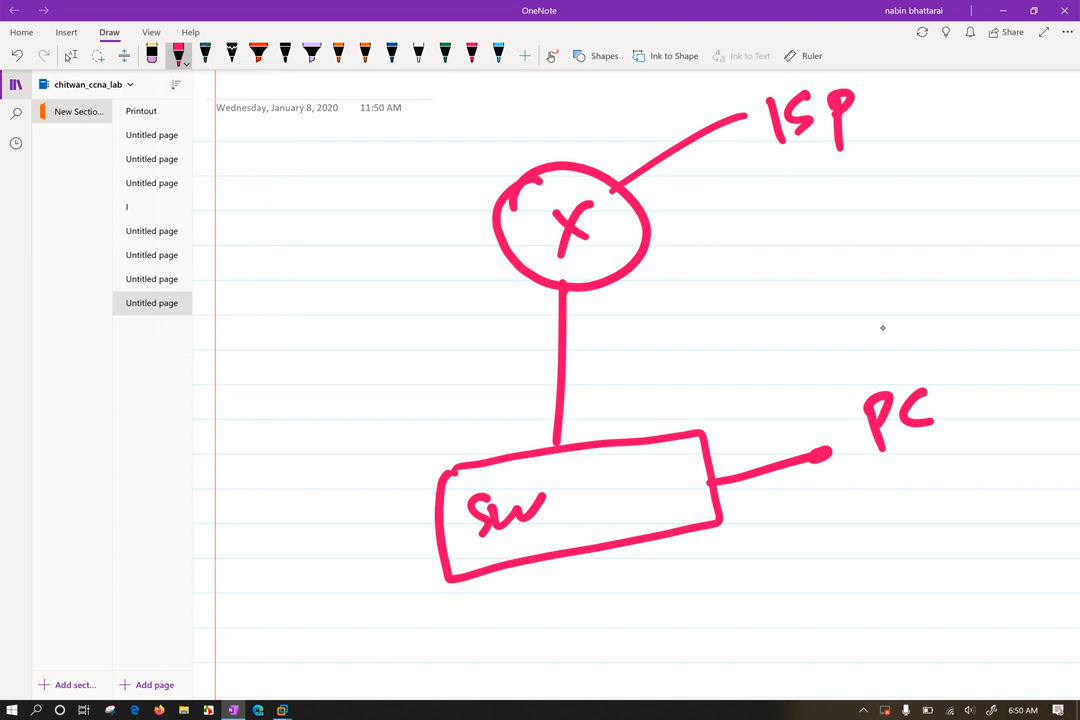 OneNote
nabin bhattarai
Home Insert Draw View Help
Share
Shapes Ink to Shape Ink to Text Ruler
chitwan_ccna_lab
New Sectio...
Printout
Untitled page
Untitled page
Untitled page
I
Untitled page
Untitled page
Untitled page
Untitled page
Wednesday, January 8, 2020 11:50 AM
ISP
X
PC
SW
Add sect... Add page
6:50 AM